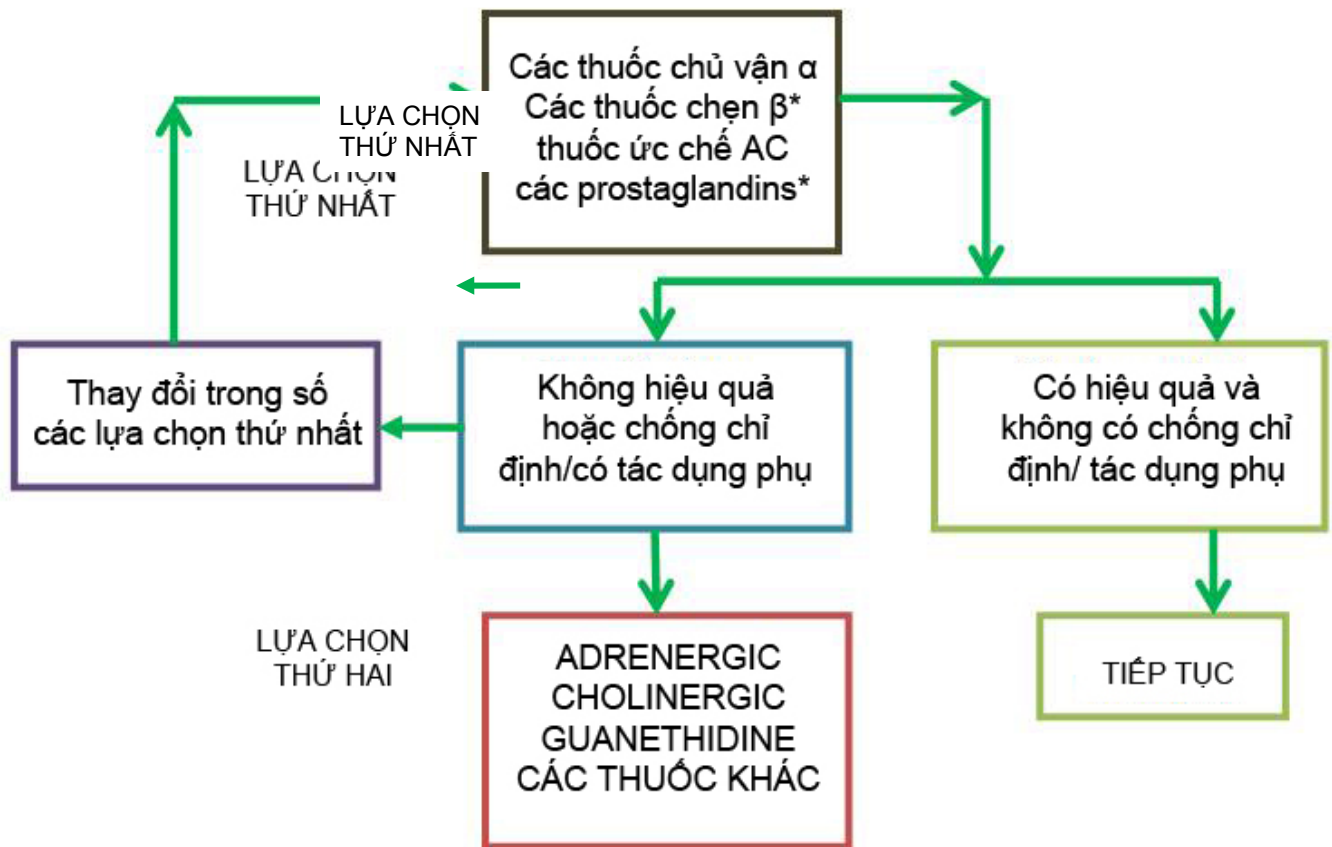 Các thuốc chủ vận α
Các thuốc chẹn β*
thuốc ức chế AC
các prostaglandins*
LỰA CHỌN
THỨ NHẤT
LỰA CHỌN
THỨ NHẤT
Thay đổi trong số
các lựa chọn thứ nhất
Không hiệu quả
hoặc chống chỉ
định/có tác dụng phụ
Có hiệu quả và
không có chống chỉ
định/ tác dụng phụ
LỰA CHỌN
THỨ HAI
ADRENERGIC
CHOLINERGIC
GUANETHIDINE
CÁC THUỐC KHÁC
TIẾP TỤC